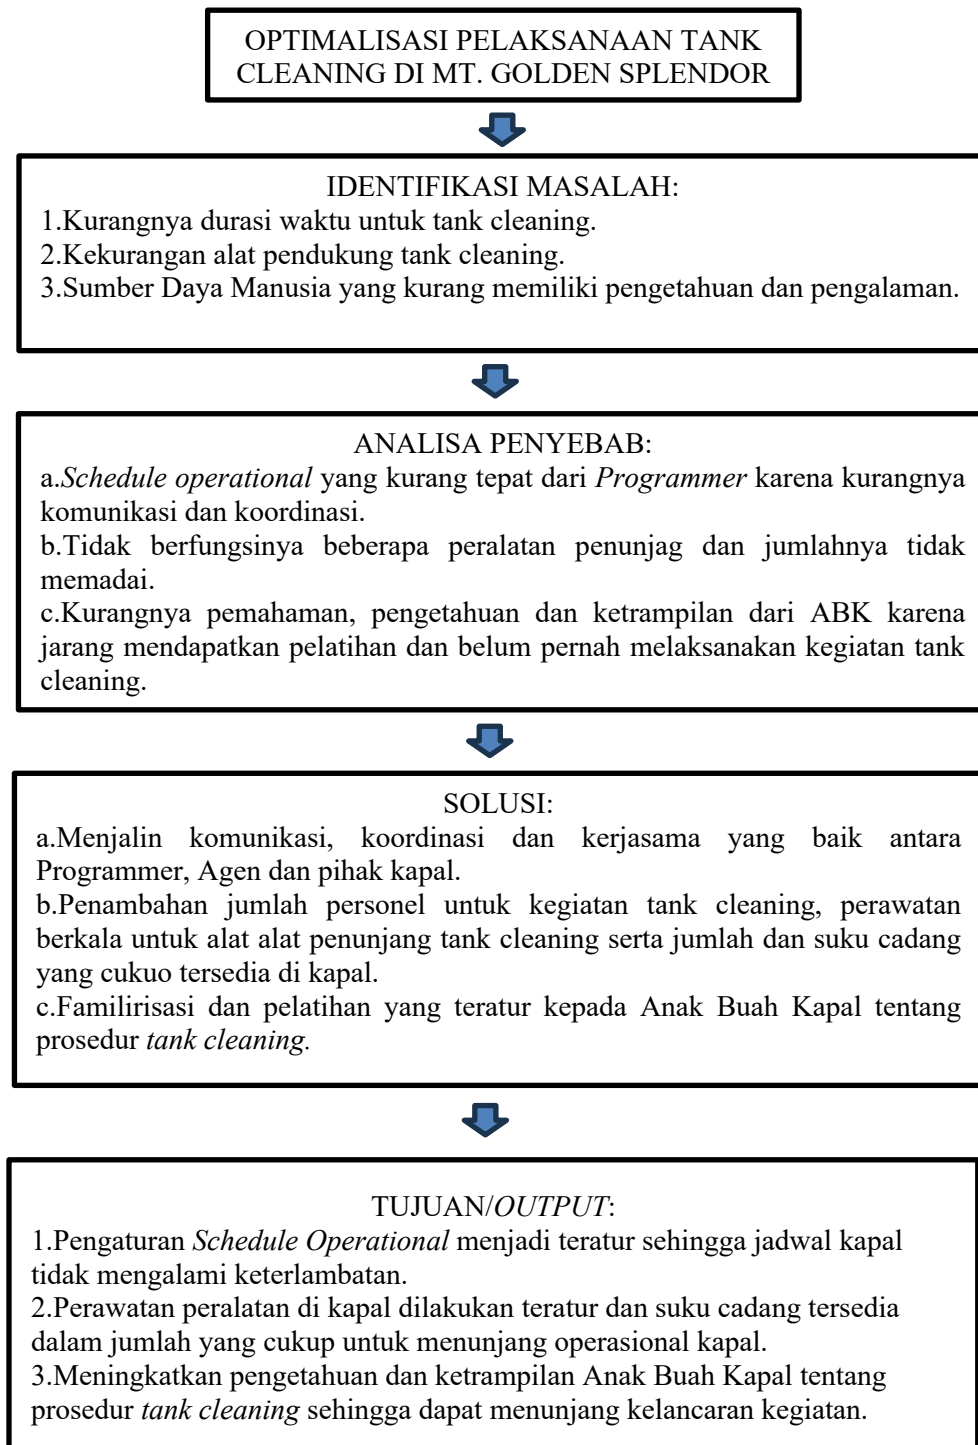 OPTIMALISASI PELAKSANAAN TANK
CLEANING DI MT. GOLDEN SPLENDOR
IDENTIFIKASI MASALAH:
1.Kurangnya durasi waktu untuk tank cleaning.
2.Kekurangan alat pendukung tank cleaning.
3.Sumber Daya Manusia yang kurang memiliki pengetahuan dan pengalaman.
ANALISA PENYEBAB:
a.Schedule operational yang kurang tepat dari Programmer karena kurangnya
komunikasi dan koordinasi.
b.Tidak berfungsinya beberapa peralatan penunjag dan jumlahnya tidak
memadai.
c.Kurangnya pemahaman, pengetahuan dan ketrampilan dari ABK karena
jarang mendapatkan pelatihan dan belum pernah melaksanakan kegiatan tank
cleaning.
SOLUSI:
a.Menjalin komunikasi, koordinasi dan kerjasama yang baik antara
Programmer, Agen dan pihak kapal.
b.Penambahan jumlah personel untuk kegiatan tank cleaning, perawatan
berkala untuk alat alat penunjang tank cleaning serta jumlah dan suku cadang
yang cukuo tersedia di kapal.
c.Familirisasi dan pelatihan yang teratur kepada Anak Buah Kapal tentang
prosedur tank cleaning.
TUJUAN/OUTPUT:
1.Pengaturan Schedule Operational menjadi teratur sehingga jadwal kapal
tidak mengalami keterlambatan.
2.Perawatan peralatan di kapal dilakukan teratur dan suku cadang tersedia
dalam jumlah yang cukup untuk menunjang operasional kapal.
3.Meningkatkan pengetahuan dan ketrampilan Anak Buah Kapal tentang
prosedur tank cleaning sehingga dapat menunjang kelancaran kegiatan.